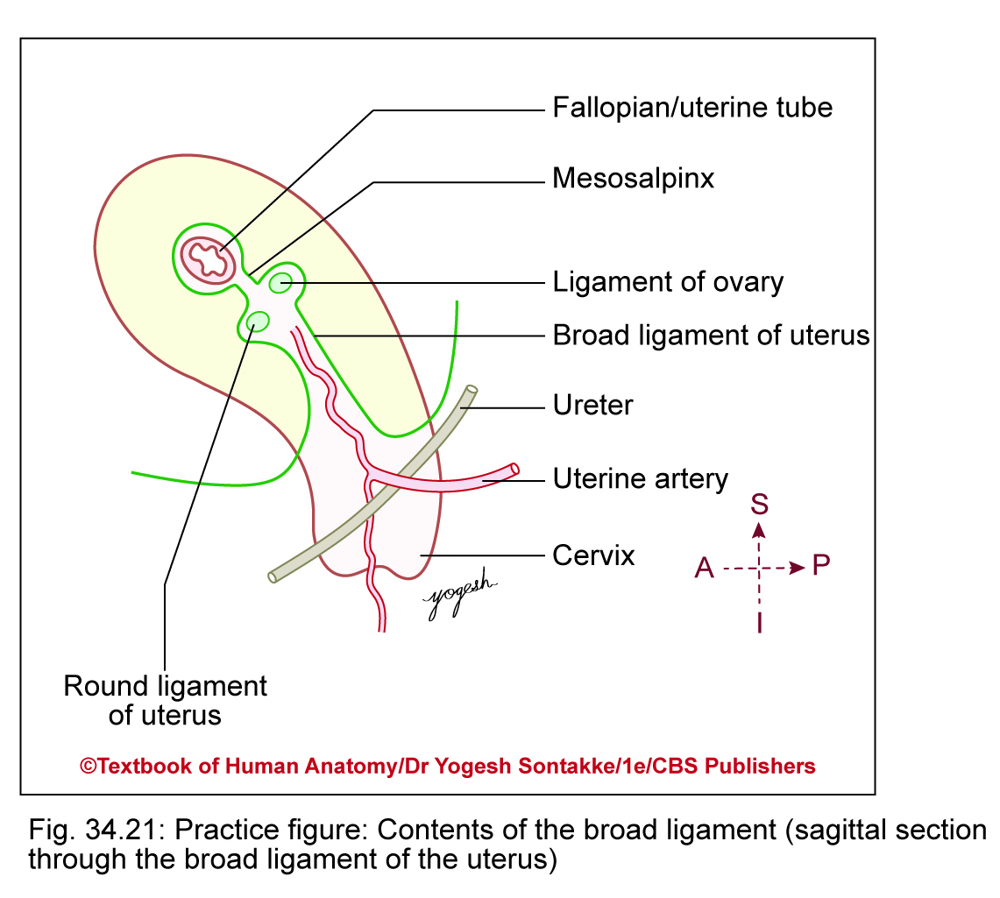 Fallopian/uterine tube
Mesosalpinx
Ligament of ovary
Broad ligament of uterus
Ureter
Uterine artery
S
A
P
I
Cervix
yogesh
Round ligament
of uterus
©Textbook of Human Anatomy/Dr Yogesh Sontakke/1e/CBS Publishers
Fig. 34.21: Practice figure: Contents of the broad ligament (sagittal section
through the broad ligament of the uterus)